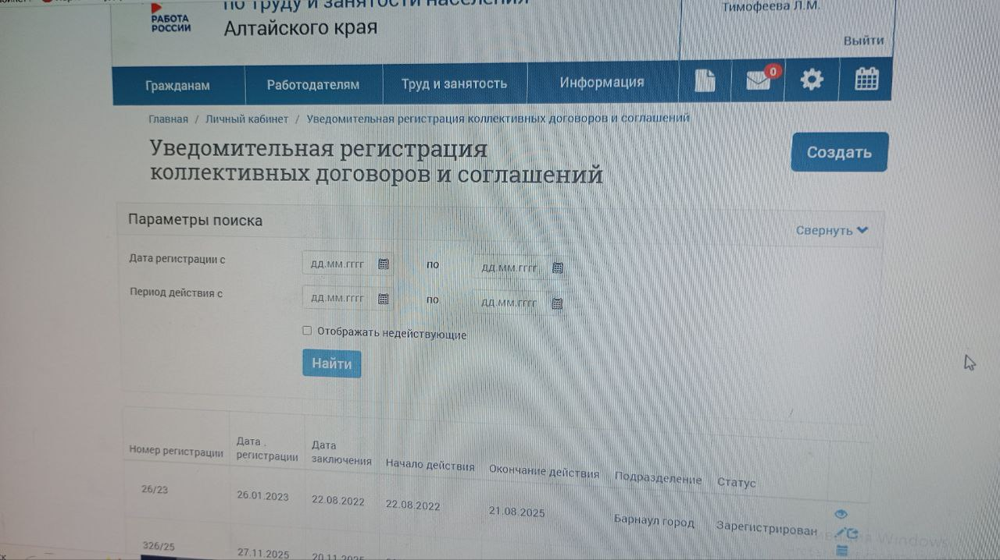 по труду и занятости населения
Алтайского края
РАБОТА
РОССИИ
Тимофеева Л.М.
Выйти
Гражданам
Работодателям
Труд и занятость
Информация
0
Главная / Личный кабинет / Уведомительная регистрация коллективных договоров и соглашений
Уведомительная регистрация
коллективных договоров и соглашений
Создать
Параметры поиска
Свернуть
Дата регистрации с
дд.мм.гггг
по
дд.мм.гггг
Период действия с
дд.мм.гггг
по
дд.мм.гггг
Отображать недействующие
Найти
Номер регистрации
Дата
регистрации
Дата
заключения
Начало действия
Окончание действия
Подразделение
Статус
26/23
26.01.2023
22.08.2022
22.08.2022
21.08.2025
Барнаул город
Зарегистрирован
326/25
27.11.2025
20.11.2025
Windows